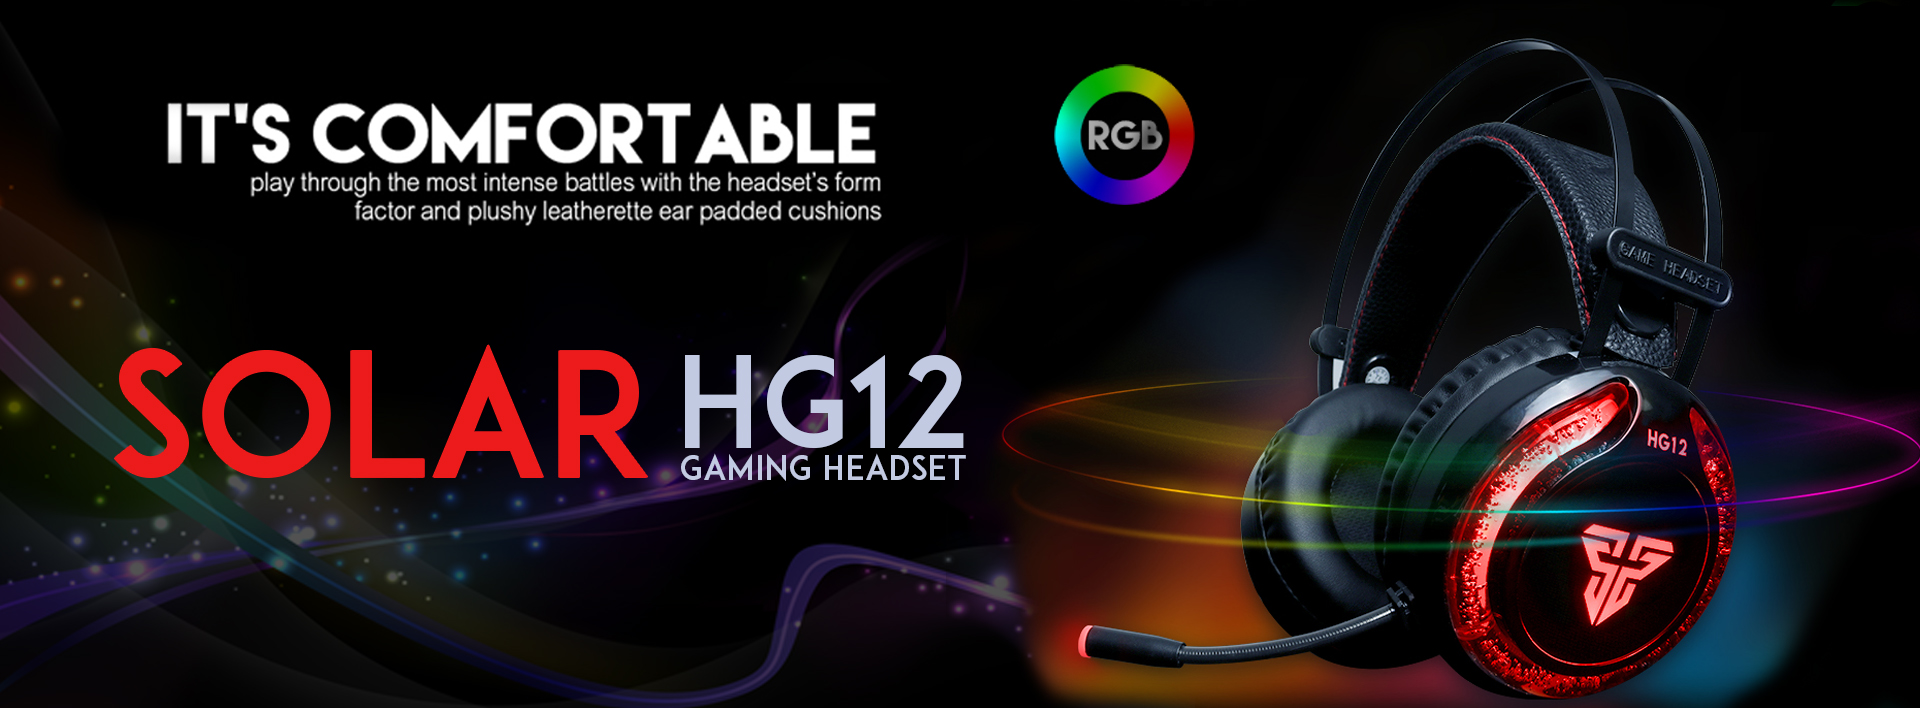 IT'S COMFORTABLE
play through the most intense battles with the headset's form
factor and plushy leatherette ear padded cushions
RGB
GAME HEADSET
SOLAR HG12
GAMING HEADSET
HG12